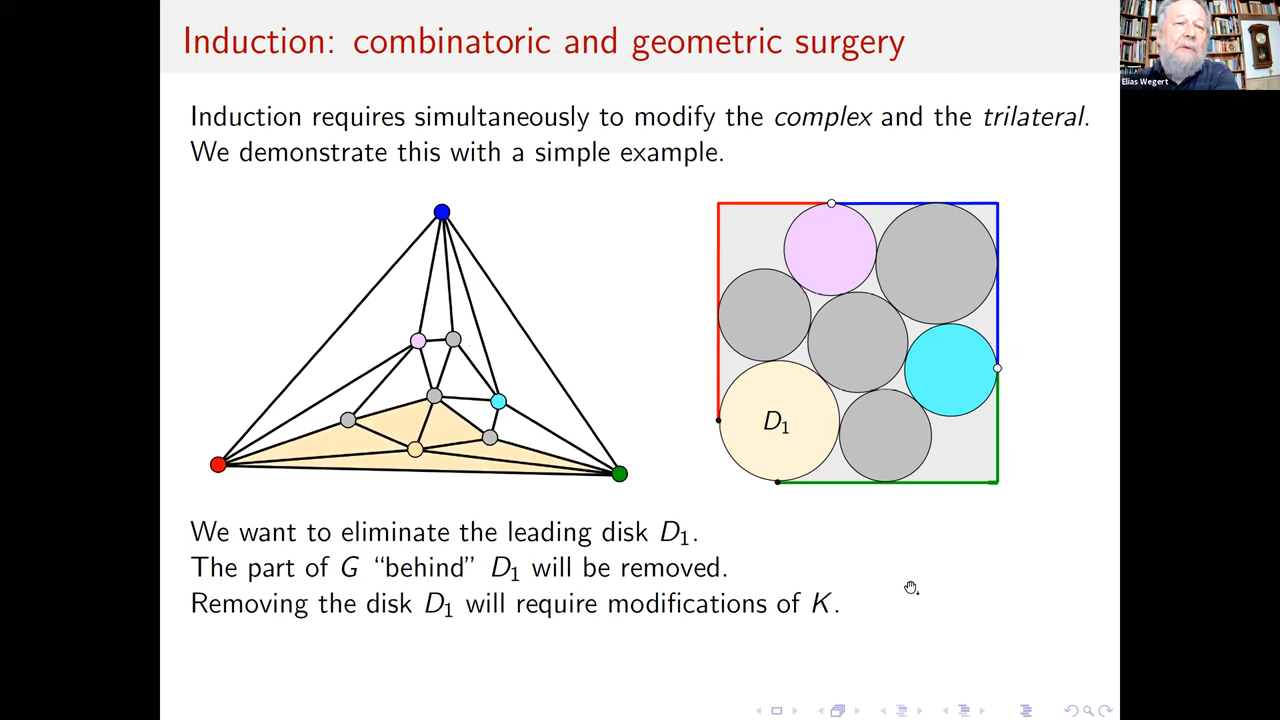 Induction: combinatoric and geometric surgery
Elias Wegert
Induction requires simultaneously to modify the complex and the trilateral.
We demonstrate this with a simple example.
D1
We want to eliminate the leading disk D1.
The part of G “behind” D1 will be removed.
Removing the disk D1 will require modifications of K.